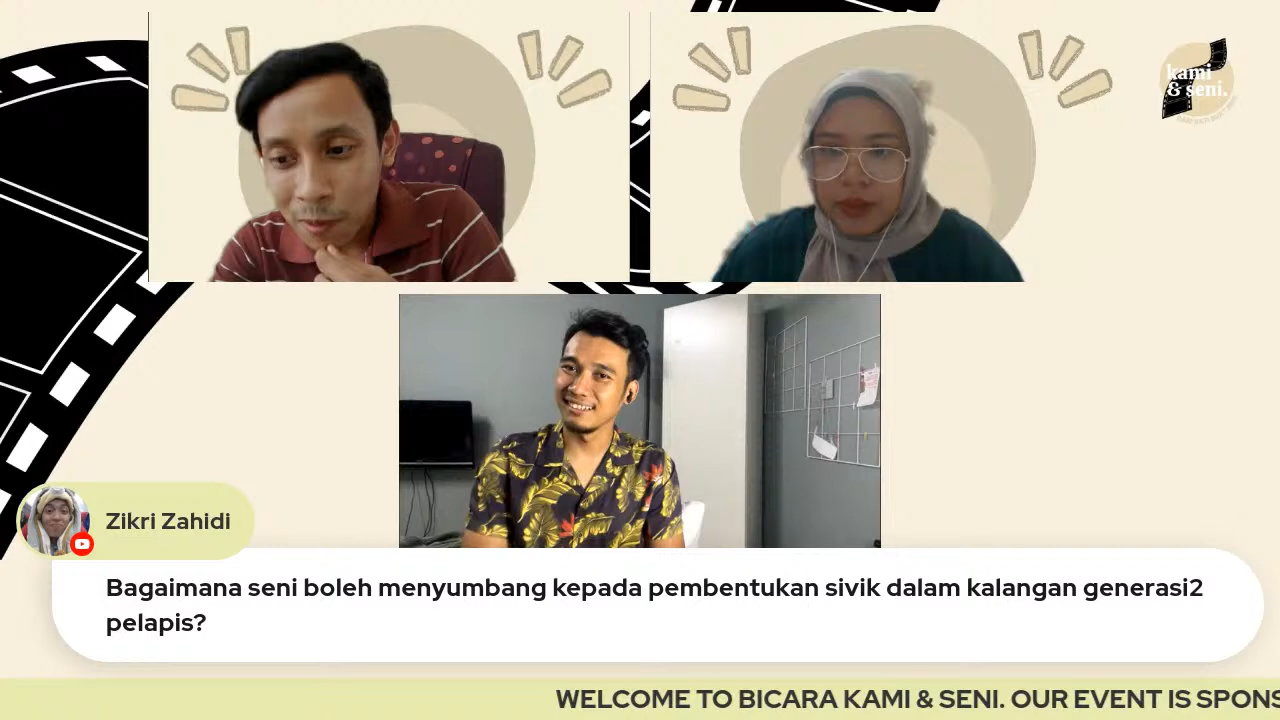 kami
& seni.
Zikri Zahidi
Bagaimana seni boleh menyumbang kepada pembentukan sivik dalam kalangan generasi2
pelapis?
WELCOME TO BICARA KAMI & SENI. OUR EVENT IS SPONS